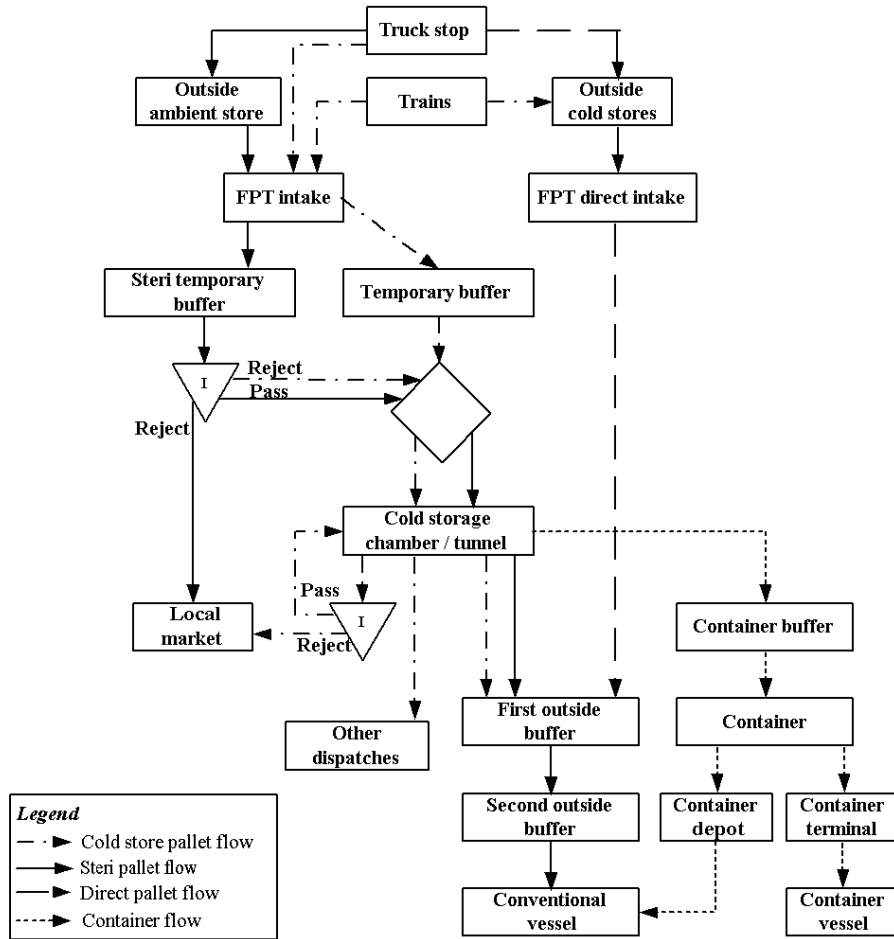 Truck stop
Outside
ambient store
Trains
Outside
cold stores
FPT intake
FPT direct intake
Steri temporary
buffer
Temporary buffer
I
Reject
Pass
Reject
Cold storage
chamber / tunnel
Pass
I
Reject
Local
market
Container buffer
First outside
buffer
Container
Other
dispatches
Second outside
buffer
Container
depot
Container
terminal
Conventional
vessel
Container
vessel
Legend
Cold store pallet flow
Steri pallet flow
Direct pallet flow
Container flow